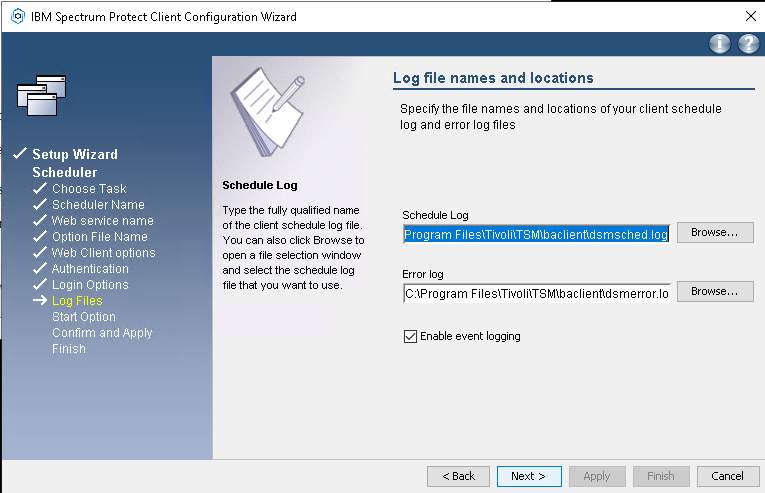 IBM Spectrum Protect Client Configuration Wizard
Setup Wizard
Scheduler
Choose Task
Scheduler Name
Web service name
Option File Name
Web Client options
Authentication
Login Options
Log Files
Start Option
Confirm and Apply
Finish
Schedule Log
Type the fully qualified name
of the client schedule log file.
You can also click Browse to
open a file selection window
and select the schedule log
file that you want to use.
Log file names and locations
Specify the file names and locations of your client schedule
log and error log files
Schedule Log
Program Files\Tivoli\TSM\baclient\dsmsched.log
Browse...
Error log
C:\Program Files\Tivoli\TSM\baclient\dsmerror.lo
Browse...
Enable event logging
< Back
Next >
Apply
Finish
Cancel